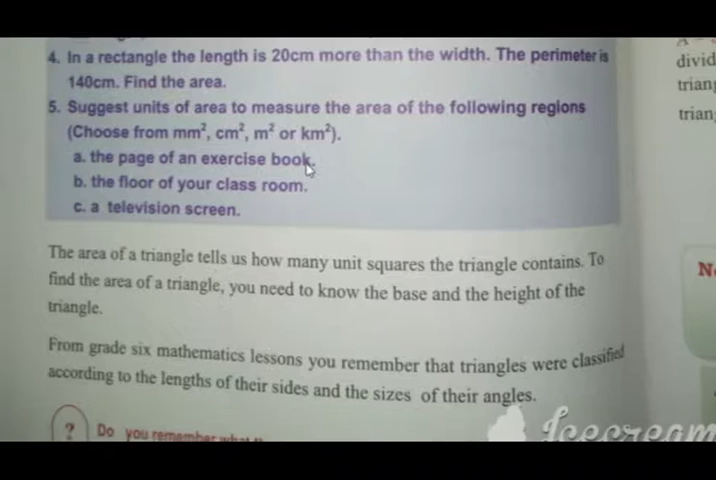 4. In a rectangle the length is 20cm more than the width. The perimeter is
140cm. Find the area.
5. Suggest units of area to measure the area of the following regions
(Choose from mm², cm², m² or km²).
a. the page of an exercise book.
b. the floor of your class room.
c. a television screen.
The area of a triangle tells us how many unit squares the triangle contains. To
find the area of a triangle, you need to know the base and the height of the
triangle.
From grade six mathematics lessons you remember that triangles were classified
according to the lengths of their sides and the sizes of their angles.
? Do you remember what
Icecream
divid
trian
trian